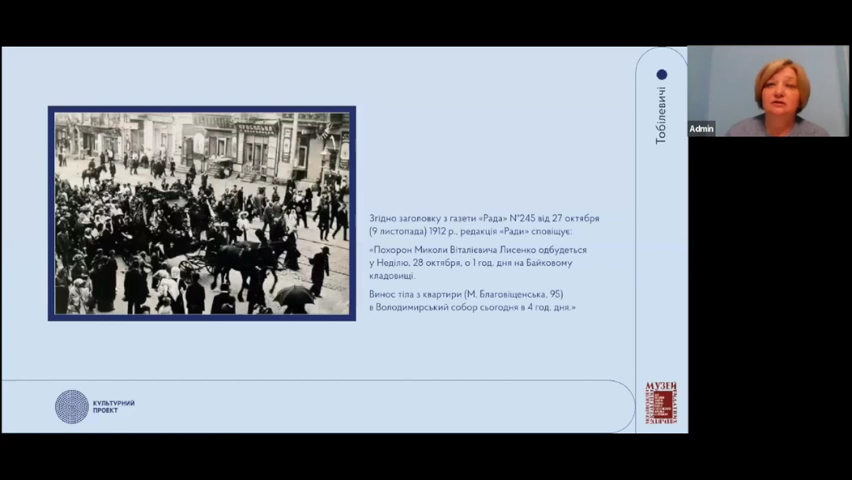 Тобілевичі
Admin
Згідно заголовку з газети «Рада» №245 від 27 октября
(9 листопада) 1912 р., редакція «Ради» сповіщує:
«Похорон Миколи Віталієвича Лисенко одбудеться
у Неділю, 28 октября, о 1 год. дня на Байковому
кладовищі.
Винос тіла з квартири (М. Благовіщенська, 95)
в Володимирський собор сьогодня в 4 год. дня.»
КУЛЬТУРНИЙ
ПРОЕКТ
МУЗЕЙ